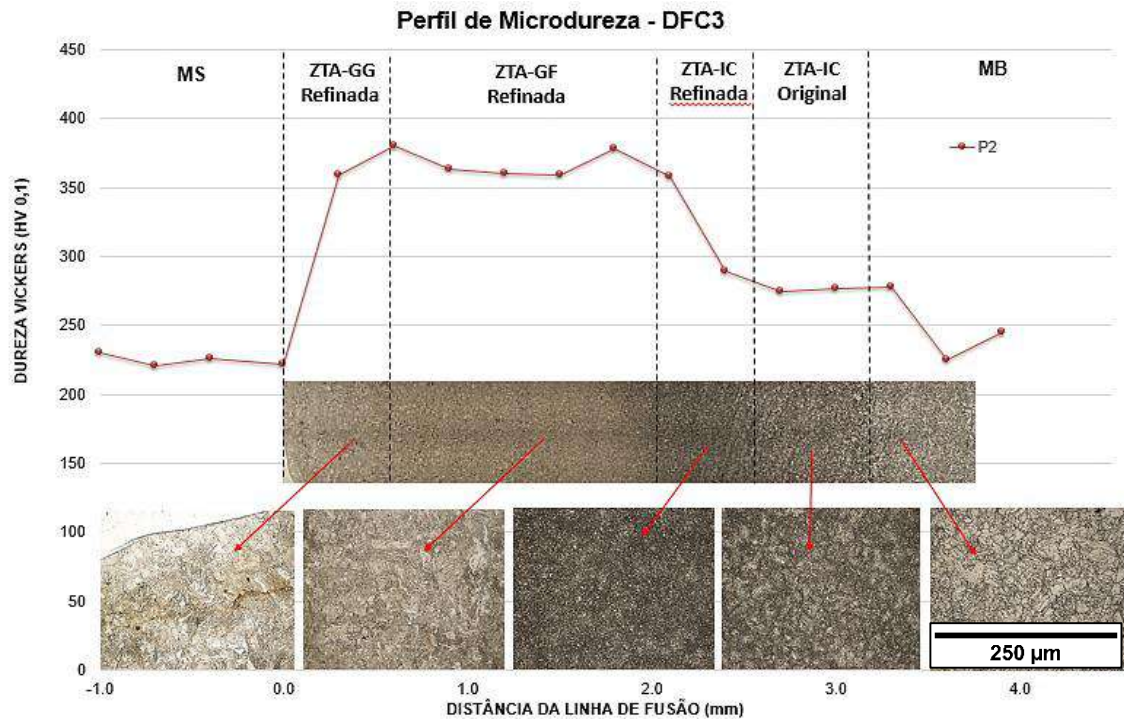 Perfil de Microdureza - DFC3
450
400
350
300
250
200
150
100
50
0
DUREZA VICKERS (HV 0,1)
MS
ZTA-GG
Refinada
ZTA-GF
Refinada
ZTA-IC
Refinada
ZTA-IC
Original
MB
P2
250 µm
-1.0
0.0
1.0
2.0
3.0
4.0
DISTÂNCIA DA LINHA DE FUSÃO (mm)